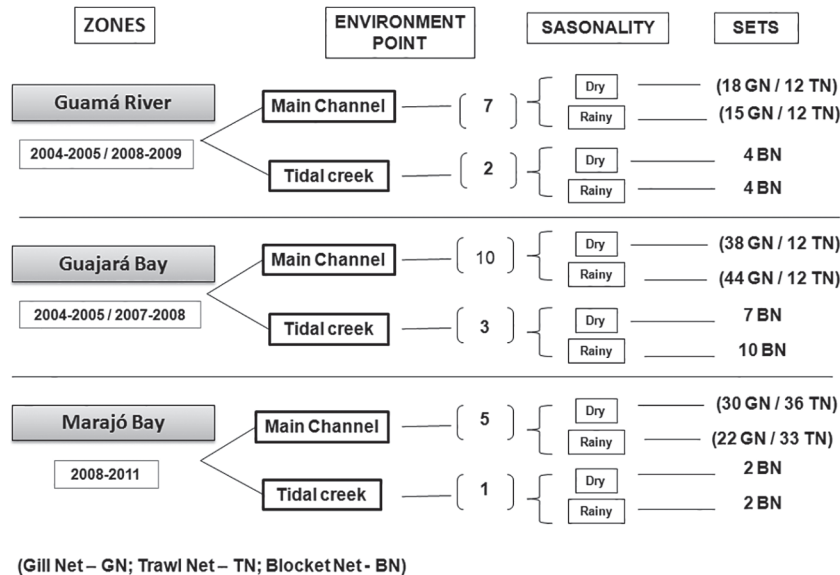 ZONES
ENVIRONMENT
POINT
SASONALITY
SETS
Guamá River
2004-2005 / 2008-2009
Main Channel
7
Dry
(18 GN / 12 TN)
Rainy
(15 GN / 12 TN)
Tidal creek
2
Dry
4 BN
Rainy
4 BN
Guajará Bay
2004-2005 / 2007-2008
Main Channel
10
Dry
(38 GN / 12 TN)
Rainy
(44 GN / 12 TN)
Tidal creek
3
Dry
7 BN
Rainy
10 BN
Marajó Bay
2008-2011
Main Channel
5
Dry
(30 GN / 36 TN)
Rainy
(22 GN / 33 TN)
Tidal creek
1
Dry
2 BN
Rainy
2 BN
(Gill Net – GN; Trawl Net – TN; Blocket Net - BN)